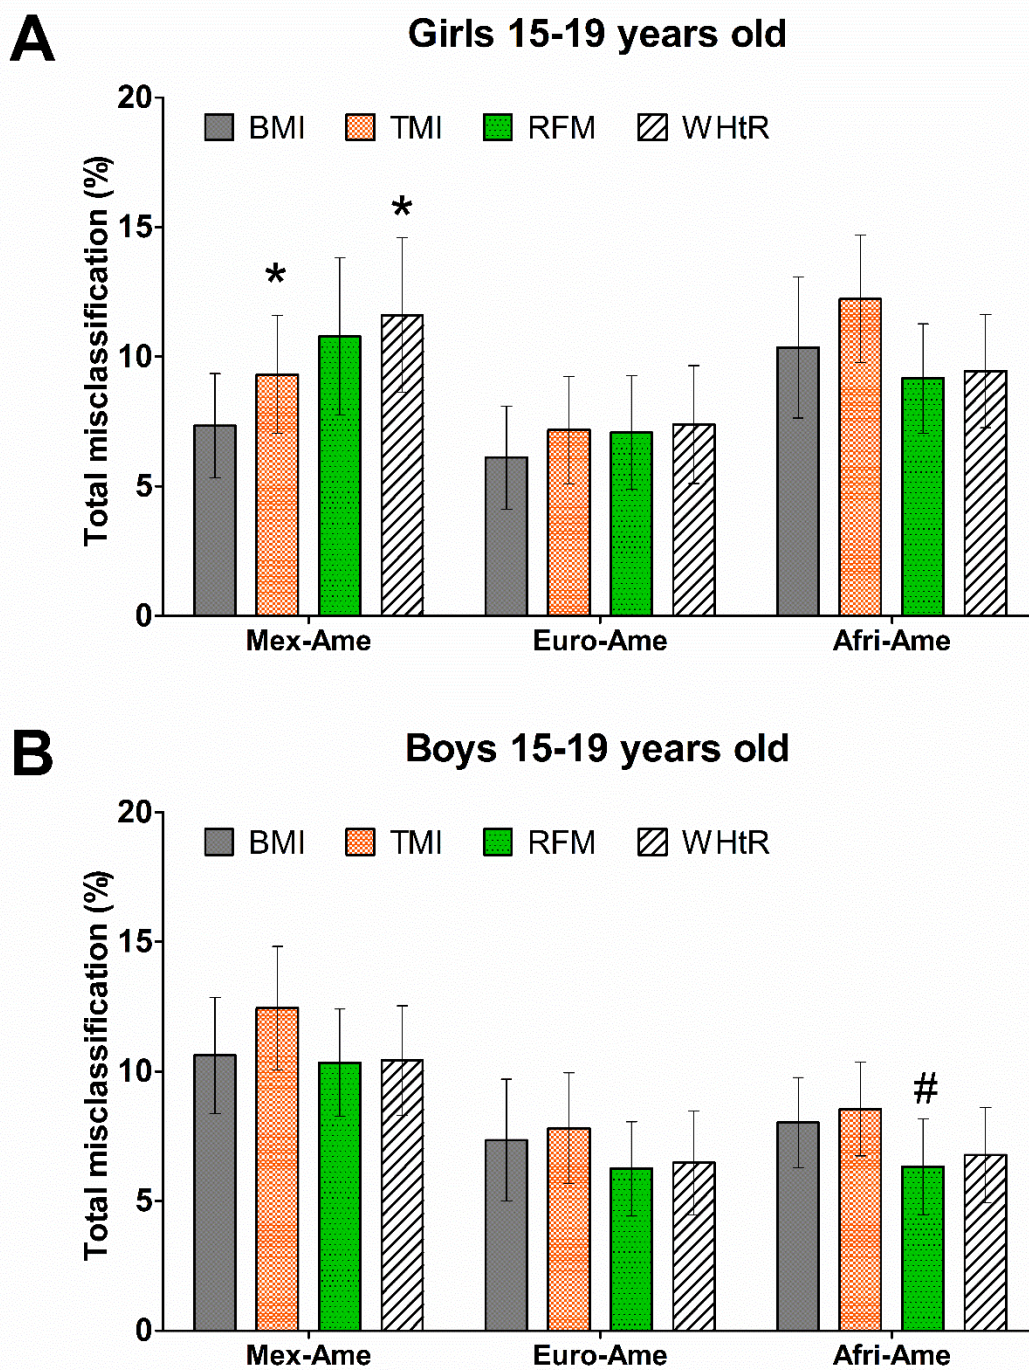 A
Girls 15-19 years old
20
BMI TMI RFM WHtR
Total misclassification (%)
*
*
15
10
5
0
Mex-Ame Euro-Ame Afri-Ame
B
Boys 15-19 years old
20
BMI TMI RFM WHtR
Total misclassification (%)
15
10
#
5
0
Mex-Ame Euro-Ame Afri-Ame